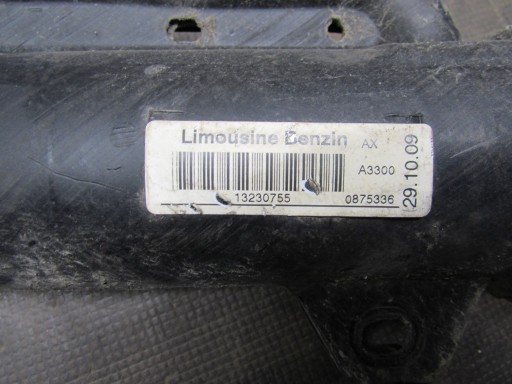 Limousine Benzin AX
A3300
13230755 0875336
29.10.09